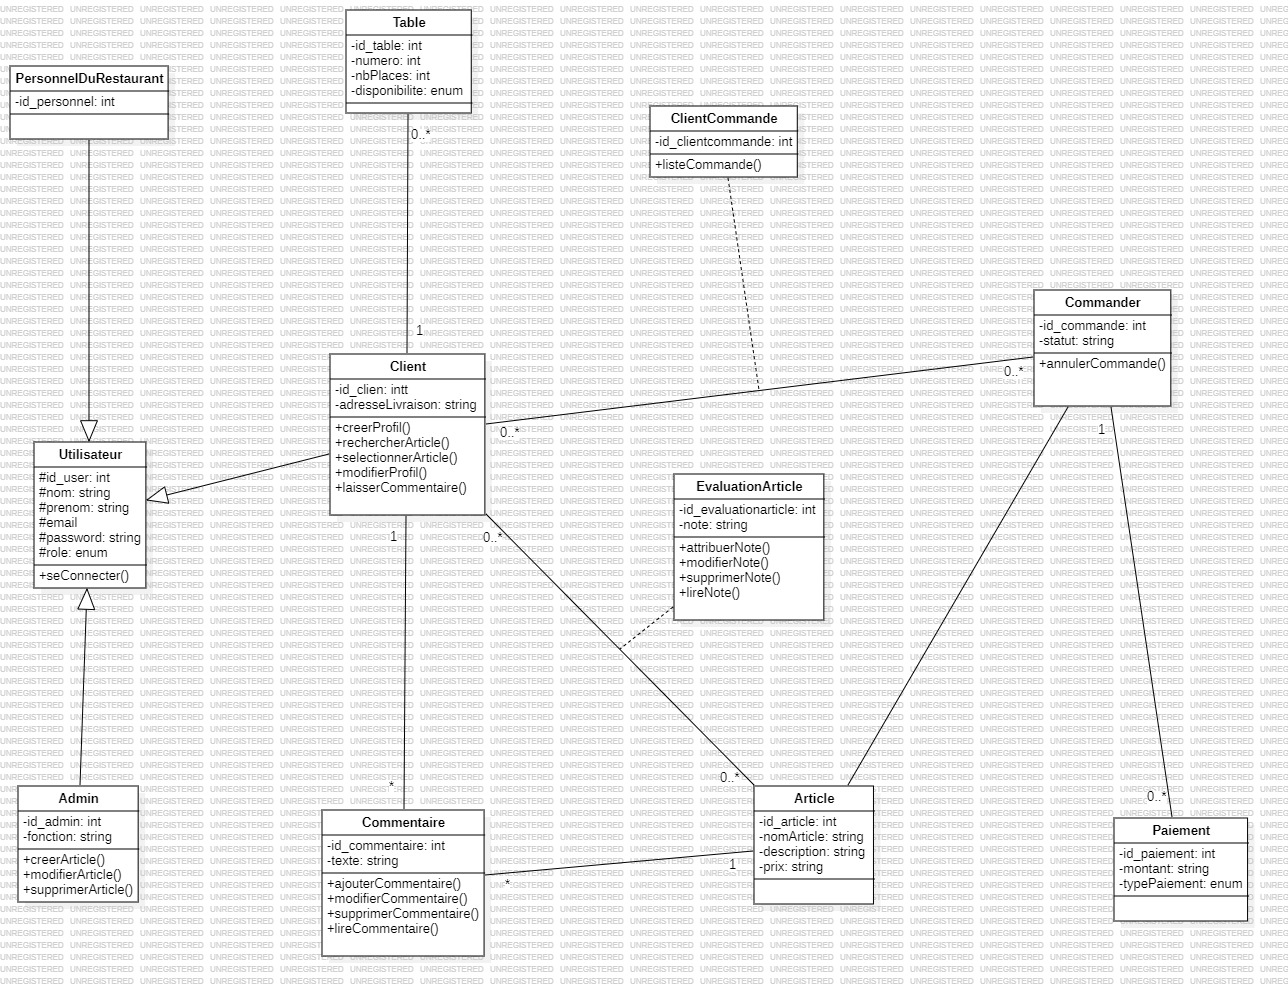 Table
-id_table: int
-numero: int
-nbPlaces: int
-disponibilite: enum
0..*
1
PersonnelDuRestaurant
-id_personnel: int
ClientCommande
-id_clientcommande: int
+listeCommande()
Commander
-id_commande: int
-statut: string
+annulerCommande()
0..*
1
Client
-id_clien: intt
-adresseLivraison: string
+creerProfil()
+rechercherArticle()
+selectionnerArticle()
+modifierProfil()
+laisserCommentaire()
0..*
1
0..*
Utilisateur
#id_user: int
#nom: string
#prenom: string
#email
#password: string
#role: enum
+seConnecter()
EvaluationArticle
-id_evaluationarticle: int
-note: string
+attribuerNote()
+modifierNote()
+supprimerNote()
+lireNote()
Admin
-id_admin: int
-fonction: string
+creerArticle()
+modifierArticle()
+supprimerArticle()
*
Commentaire
-id_commentaire: int
-texte: string
+ajouterCommentaire()
+modifierCommentaire()
+supprimerCommentaire()
+lireCommentaire()
*
1
0..*
Article
-id_article: int
-nomArticle: string
-description: string
-prix: string
0..*
Paiement
-id_paiement: int
-montant: string
-typePaiement: enum
UNREGISTERED